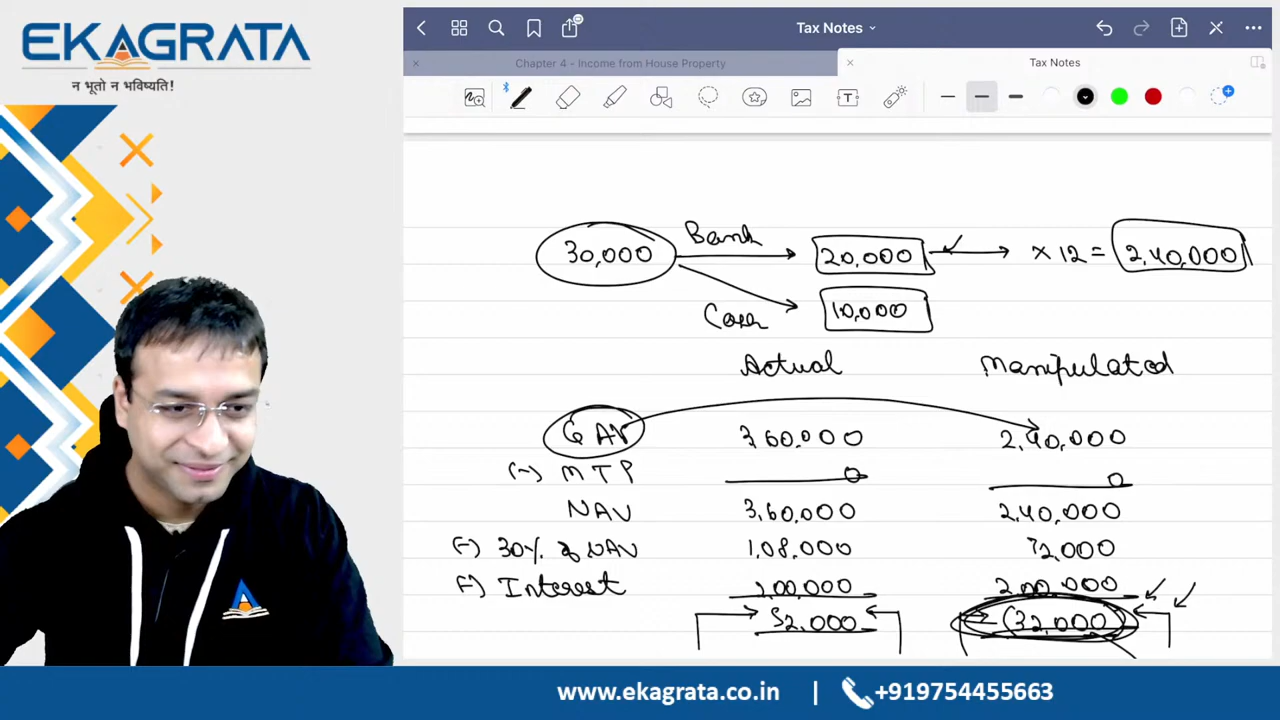 EKAGRATA
न भूतो न भविष्यति!
Tax Notes
Chapter 4 - Income from House Property
Tax Notes
30,000 Bank 20,000 × 12 = 2,40,000
Cash 10,000
Actual Manipulated
GAV 3,60,000 2,40,000
(-) MTP 0 0
NAV 3,60,000 2,40,000
(-) 30% of NAV 1,08,000 72,000
(-) Interest 2,00,000 2,00,000
52,000 (32,000)
www.ekagrata.co.in | +919754455663